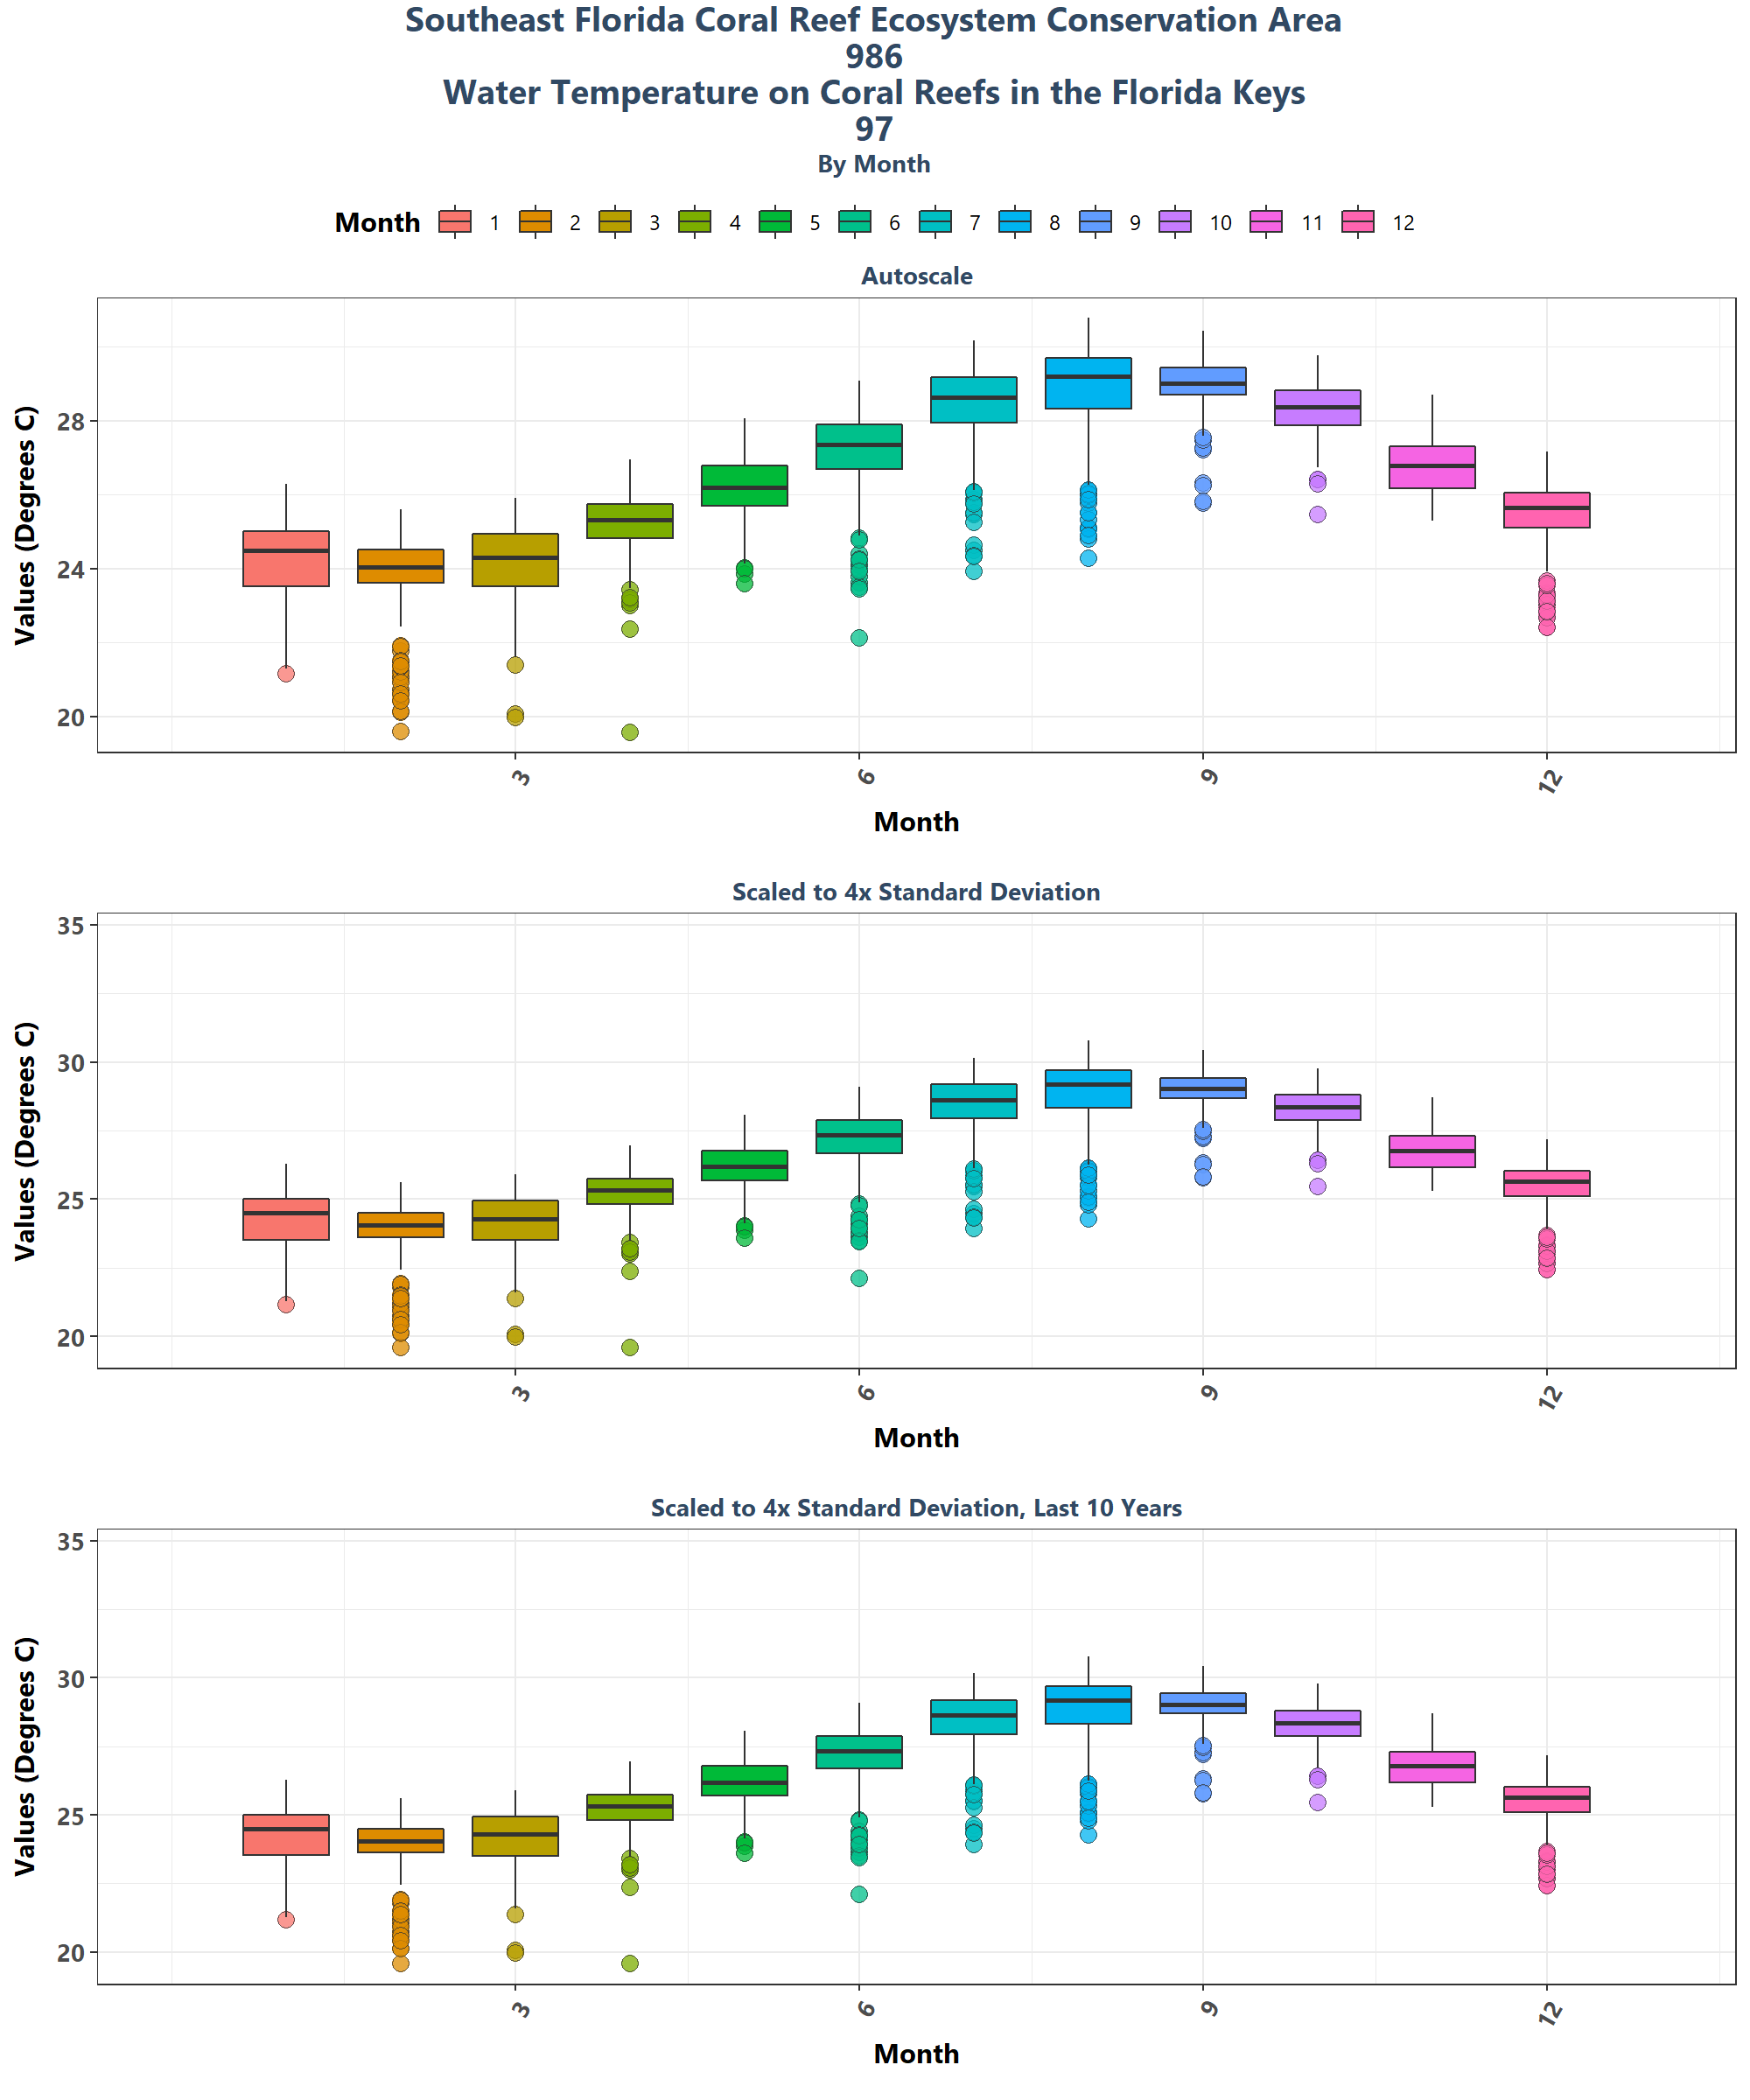 Southeast Florida Coral Reef Ecosystem Conservation Area
986
Water Temperature on Coral Reefs in the Florida Keys
97
By Month
Month 1 2 3 4 5 6 7 8 9 10 11 12
Autoscale
Values (Degrees C)
28
24
20
3 6 9 12
Month
Scaled to 4x Standard Deviation
Values (Degrees C)
35
30
25
20
3 6 9 12
Month
Scaled to 4x Standard Deviation, Last 10 Years
Values (Degrees C)
35
30
25
20
3 6 9 12
Month